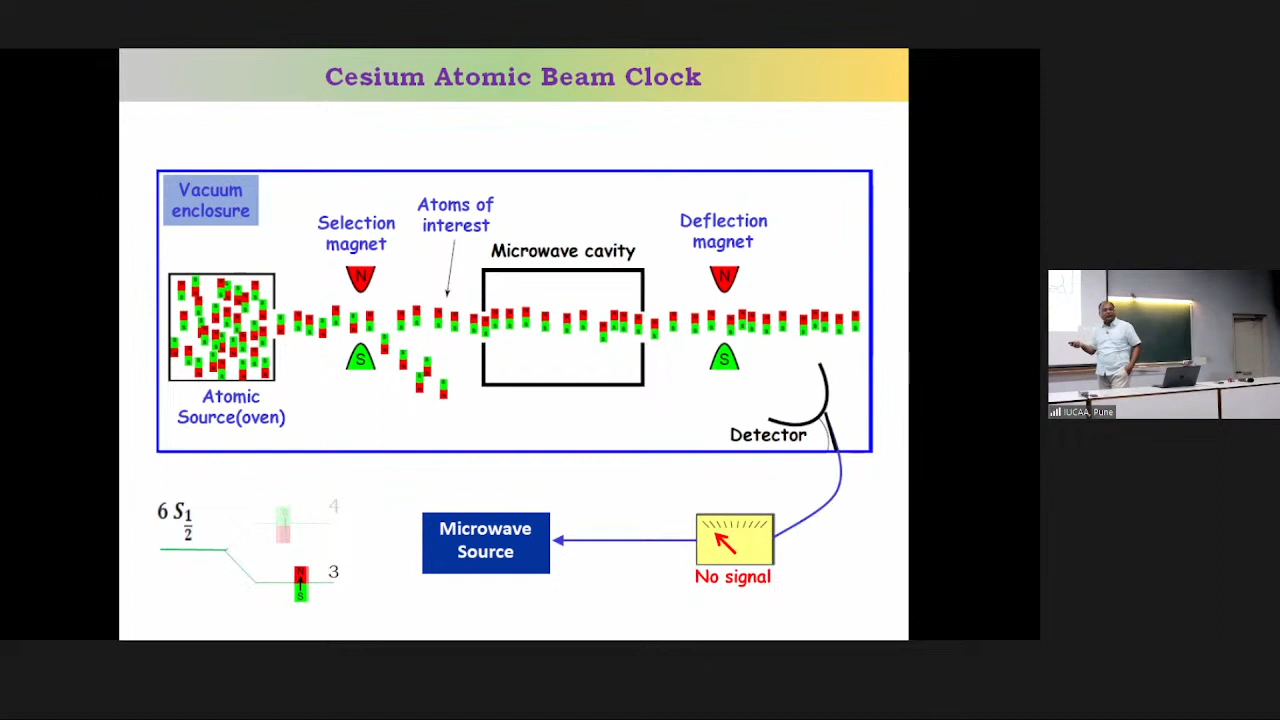 Cesium Atomic Beam Clock
Vacuum
enclosure
Selection
magnet
Atoms of
interest
Microwave cavity
Deflection
magnet
N
N
S
S
Atomic
Source(oven)
Detector
6 S 1/2
4
3
N
S
Microwave
Source
No signal
IUCAA, Pune